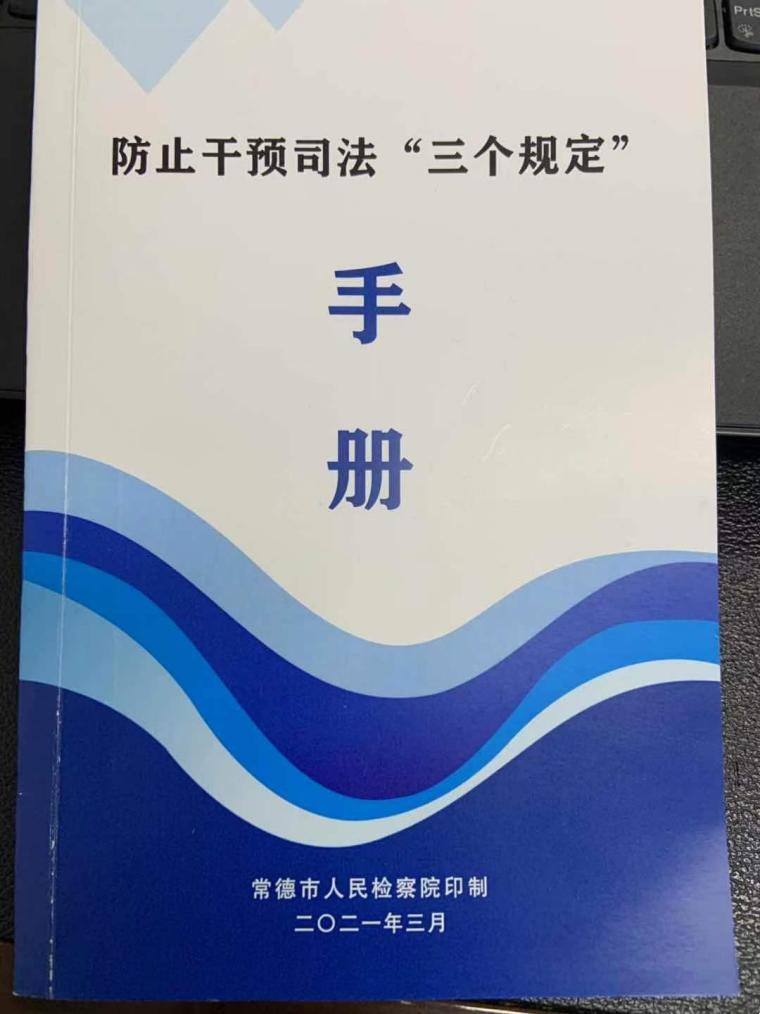 PrtS
防止干预司法“三个规定”
手
册
常德市人民检察院印制
二〇二一年三月